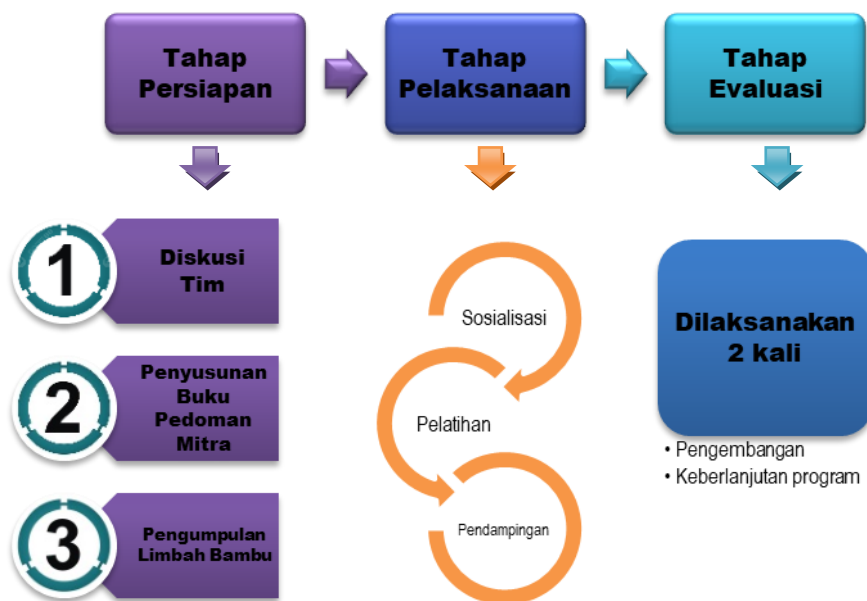 Tahap
Persiapan
Tahap
Pelaksanaan
Tahap
Evaluasi
1
Diskusi
Tim
2
Penyusunan
Buku
Pedoman
Mitra
3
Pengumpulan
Limbah Bambu
Sosialisasi
Pelatihan
Pendampingan
Dilaksanakan
2 kali
• Pengembangan
• Keberlanjutan program